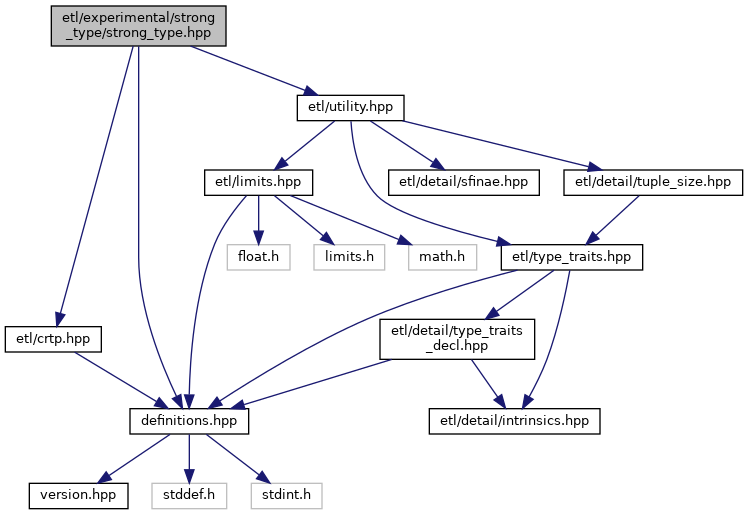 etl/experimental/strong
_type/strong_type.hpp
etl/utility.hpp
etl/limits.hpp
etl/detail/sfinae.hpp
etl/detail/tuple_size.hpp
float.h
limits.h
math.h
etl/type_traits.hpp
etl/crtp.hpp
etl/detail/type_traits
_decl.hpp
definitions.hpp
etl/detail/intrinsics.hpp
version.hpp
stddef.h
stdint.h